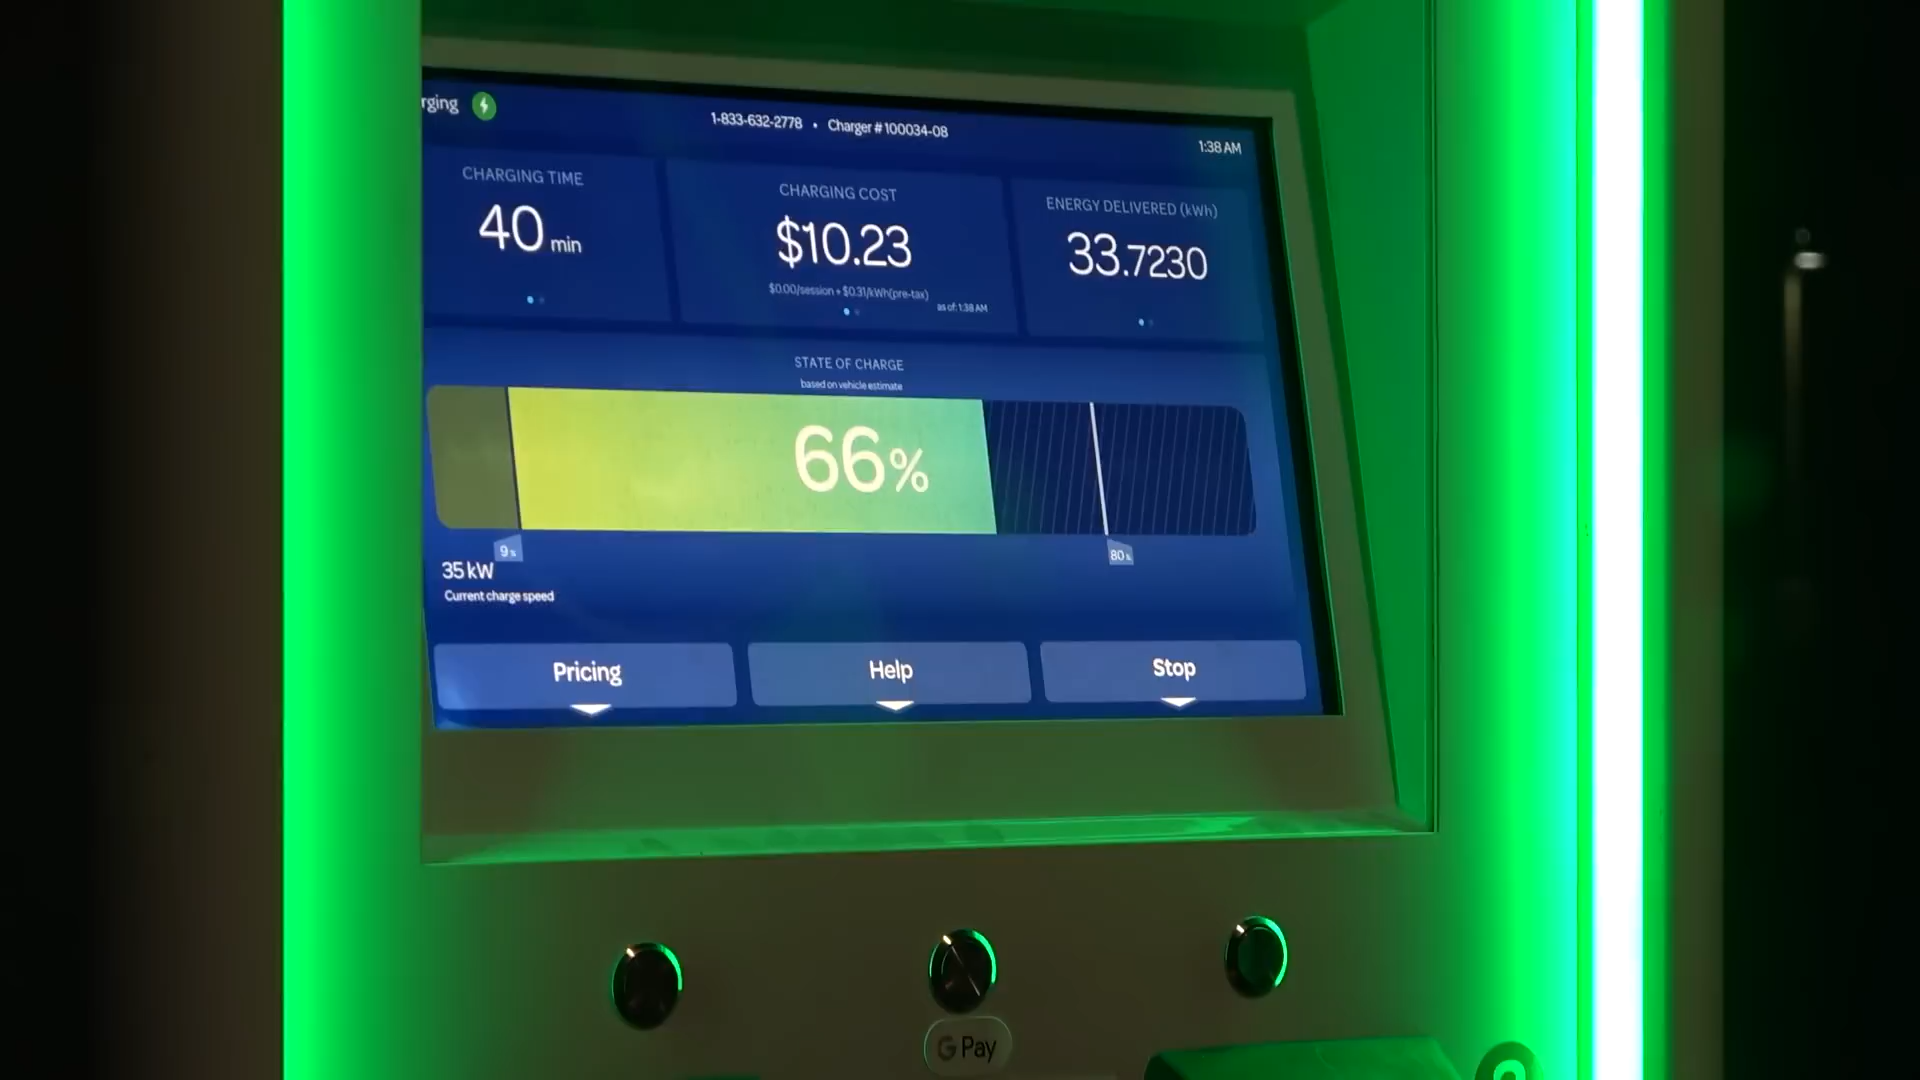 rging
1-833-632-2778 • Charger # 100034-08
1:38 AM
CHARGING TIME
40 min
CHARGING COST
$10.23
$0.00/session + $0.31/kWh(pre-tax)
as of: 1:38 AM
ENERGY DELIVERED (kWh)
33.7230
STATE OF CHARGE
based on vehicle estimate
66%
9%
80%
35 kW
Current charge speed
Pricing
Help
Stop
G Pay